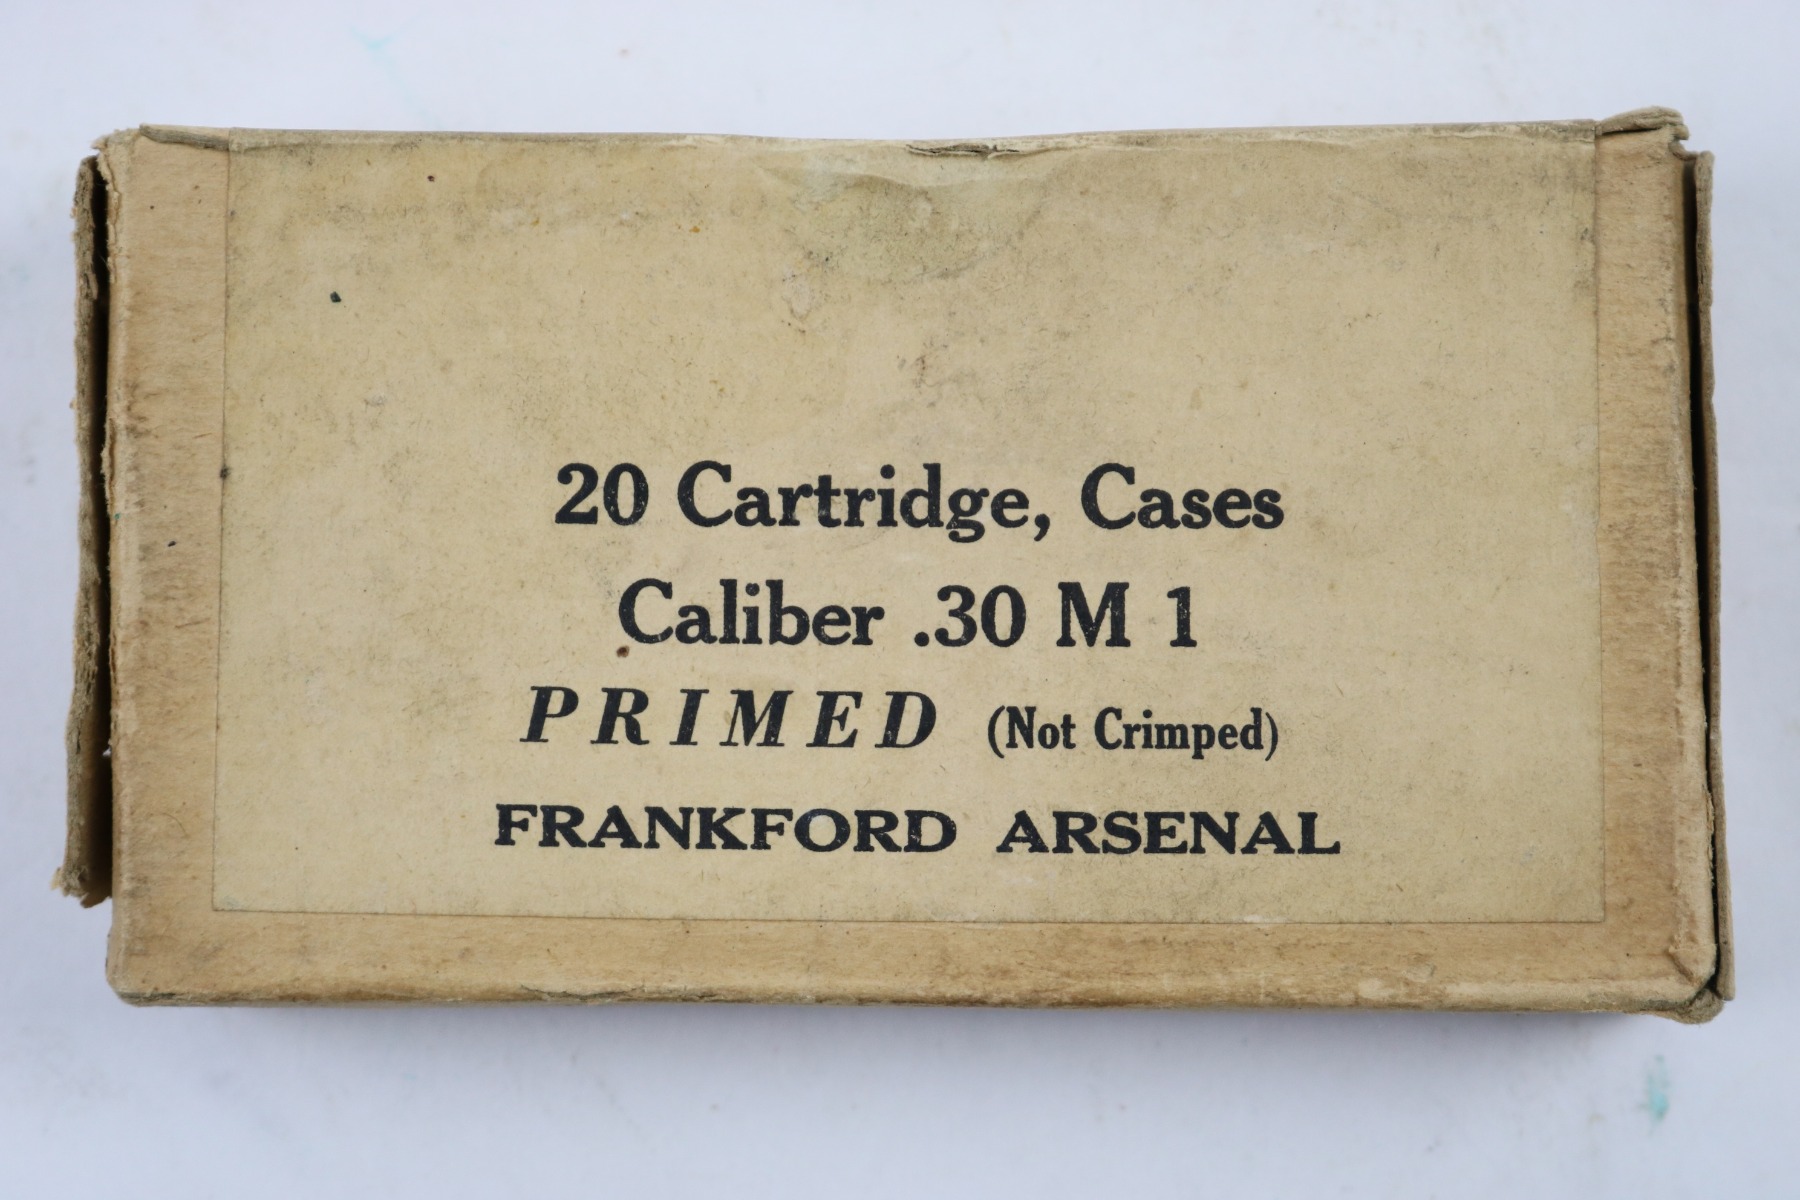 20 Cartridge, Cases
Caliber .30 M 1
PRIMED (Not Crimped)
FRANKFORD ARSENAL